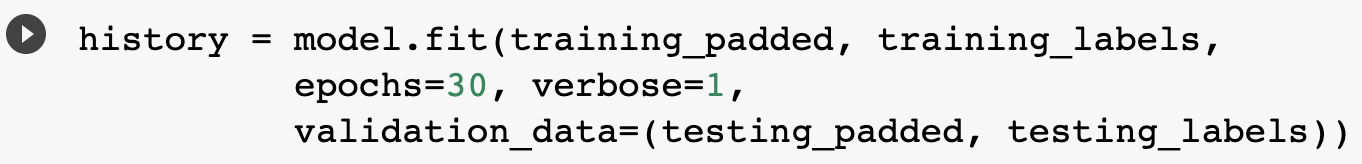 history = model.fit(training_padded, training_labels,
epochs=30, verbose=1,
validation_data=(testing_padded, testing_labels))